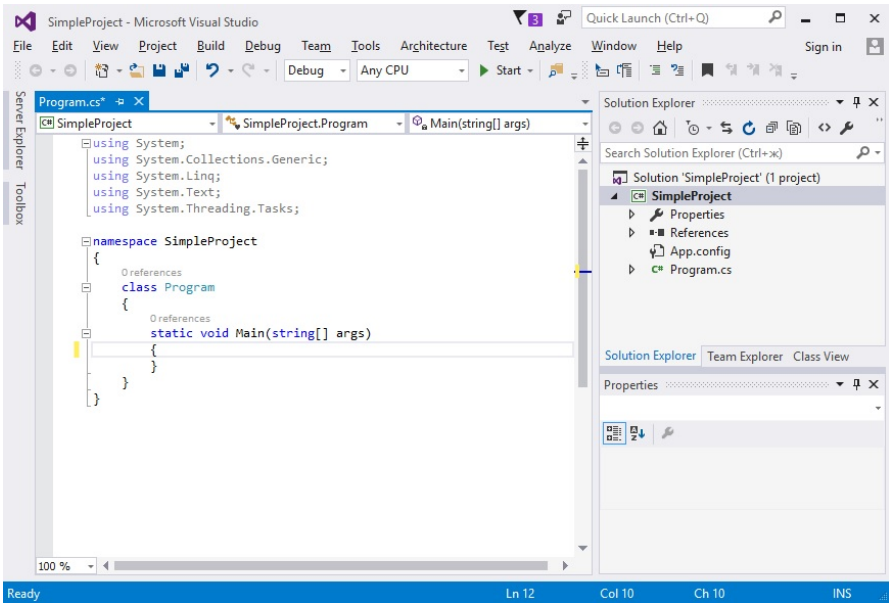 SimpleProject - Microsoft Visual Studio
3
Quick Launch (Ctrl+Q)
File Edit View Project Build Debug Team Tools Architecture Test Analyze Window Help
Sign in
Debug Any CPU Start
Server Explorer
Toolbox
Program.cs*
C# SimpleProject SimpleProject.Program Main(string[] args)
using System;
using System.Collections.Generic;
using System.Linq;
using System.Text;
using System.Threading.Tasks;
namespace SimpleProject
{
0 references
class Program
{
0 references
static void Main(string[] args)
{
}
}
}
100 %
Solution Explorer
Search Solution Explorer (Ctrl+ж)
Solution 'SimpleProject' (1 project)
C# SimpleProject
Properties
References
App.config
C# Program.cs
Solution Explorer Team Explorer Class View
Properties
Ready Ln 12 Col 10 Ch 10 INS